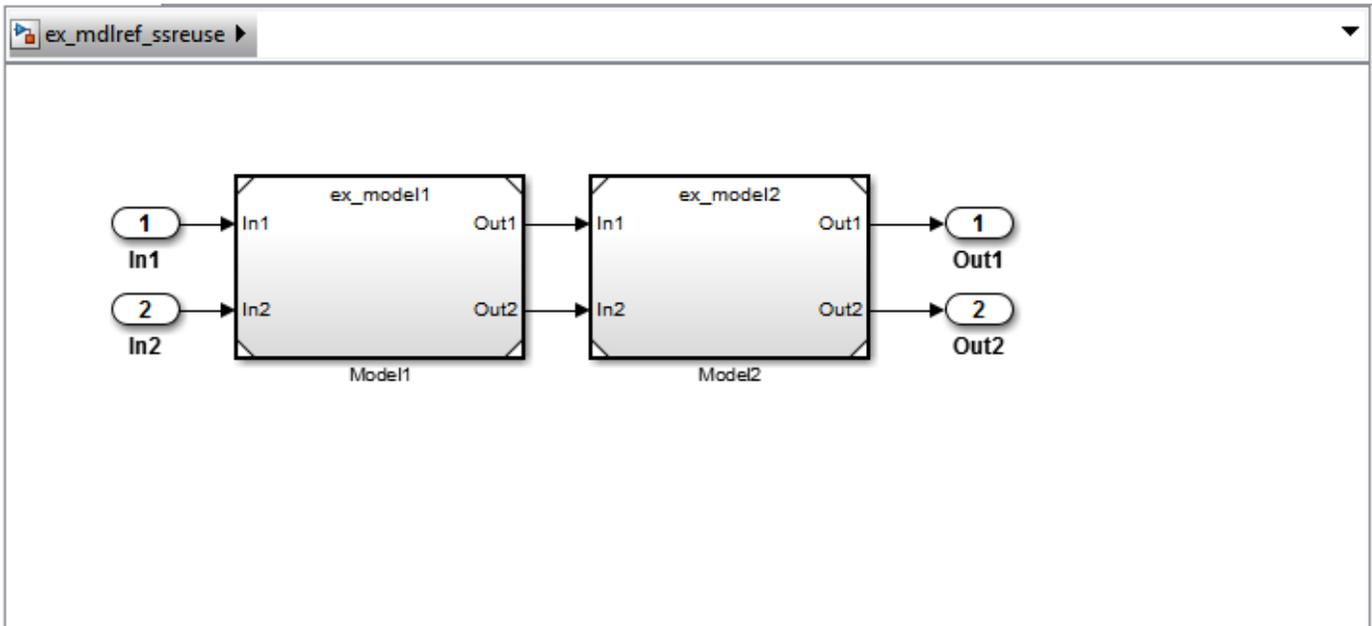 ex_mdlref_ssreuse
ex_model1
ex_model2
1
In1
Out1
In1
Out1
1
In1
Out1
2
In2
Out2
In2
Out2
2
In2
Out2
Model1
Model2